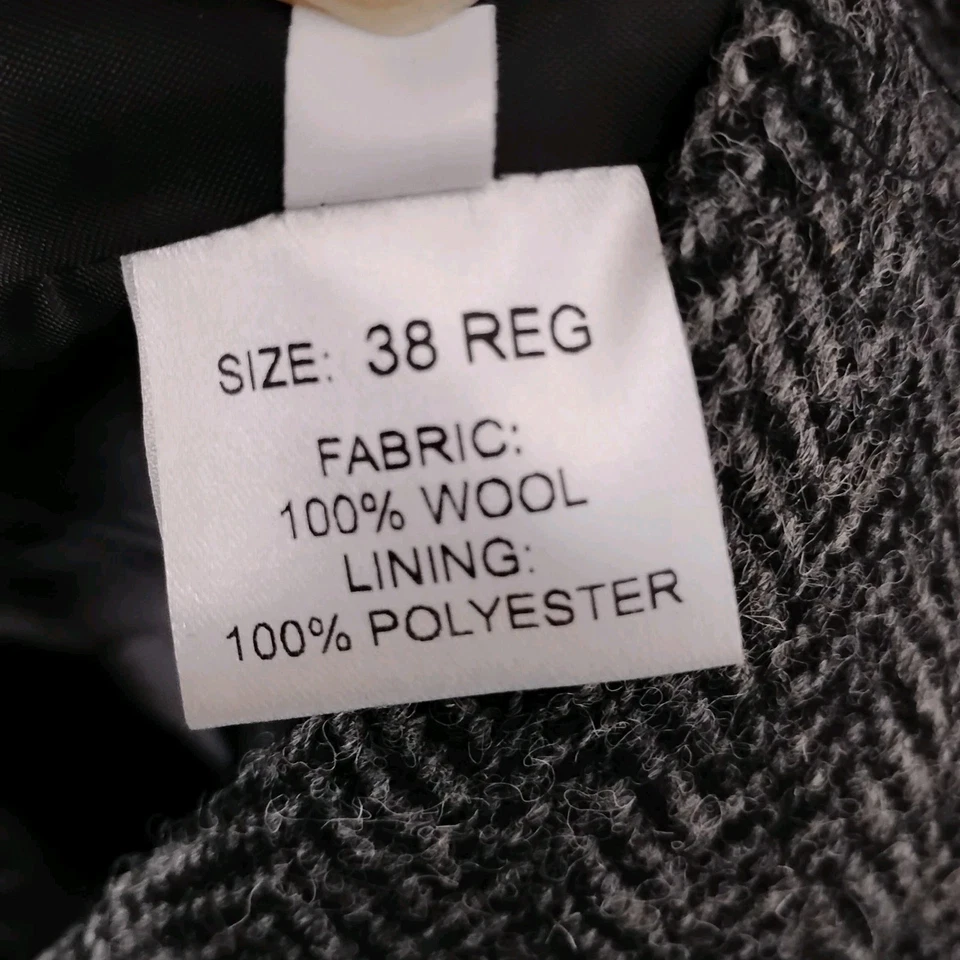 SIZE: 38 REG
FABRIC:
100% WOOL
LINING:
100% POLYESTER